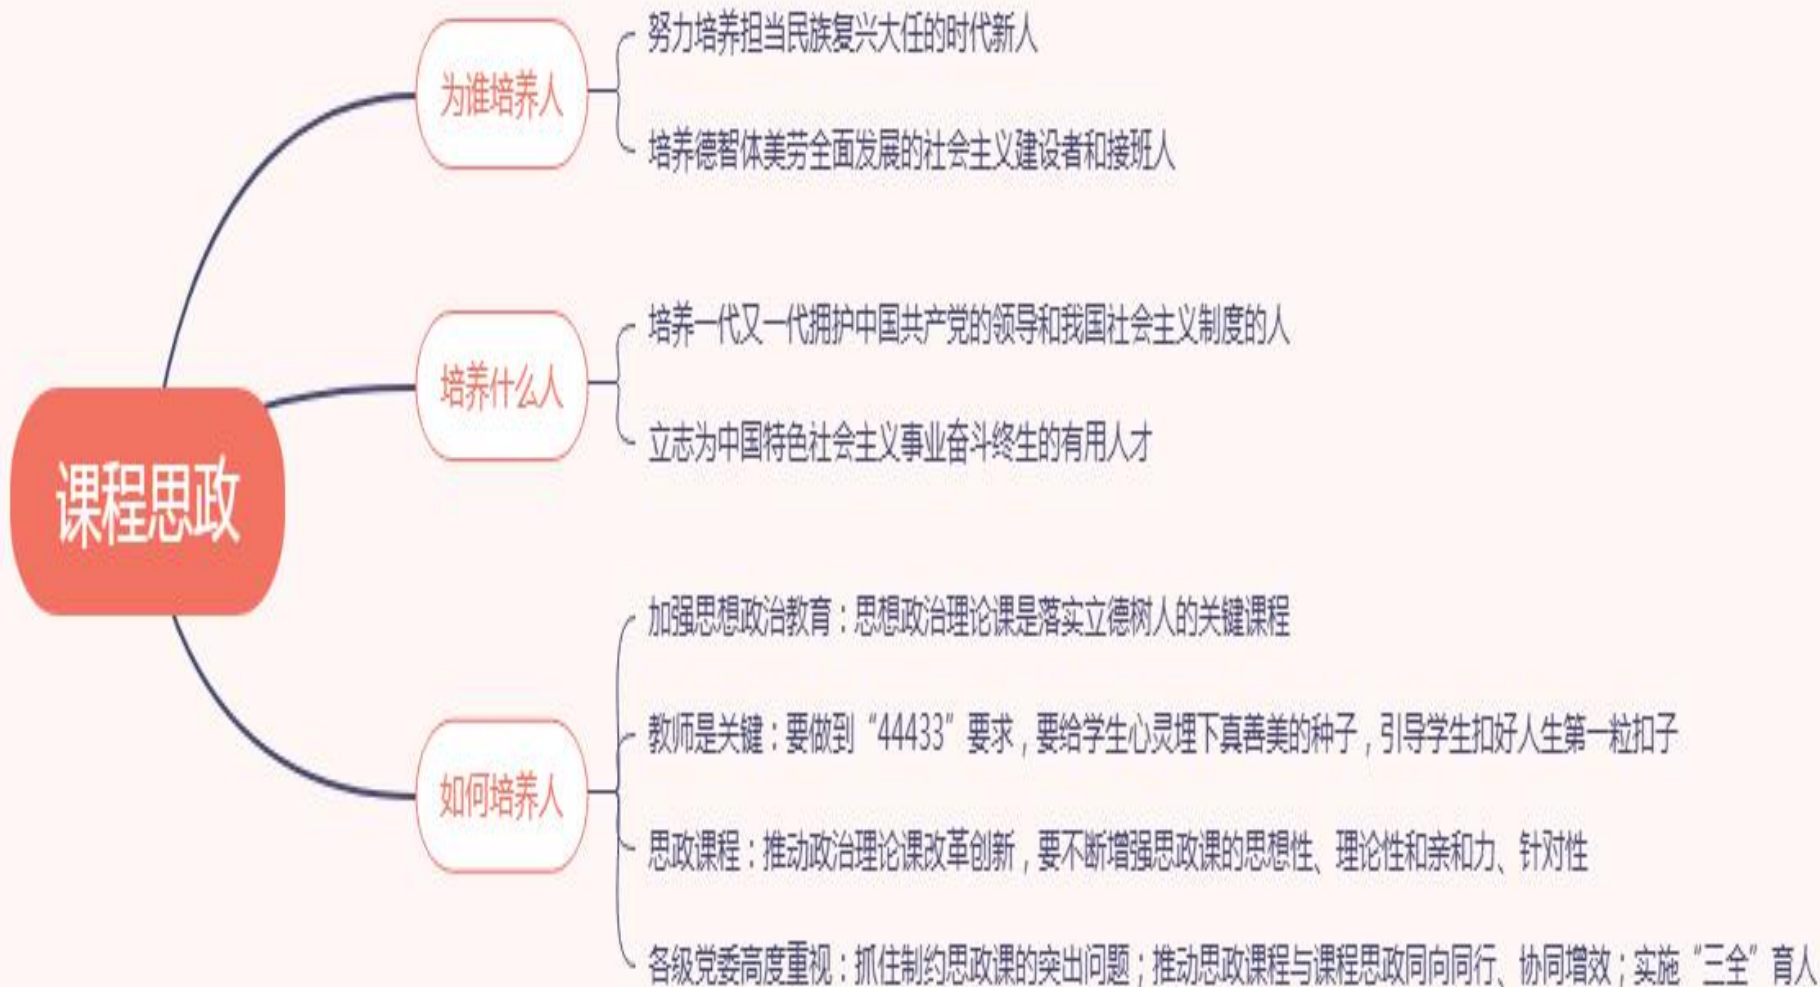 为谁培养人
努力培养担当民族复兴大任的时代新人
培养德智体美劳全面发展的社会主义建设者和接班人
培养什么人
培养一代又一代拥护中国共产党的领导和我国社会主义制度的人
立志为中国特色社会主义事业奋斗终生的有用人才
课程思政
如何培养人
加强思想政治教育：思想政治理论课是落实立德树人的关键课程
教师是关键：要做到“44433”要求，要给学生心灵埋下真善美的种子，引导学生扣好人生第一粒扣子
思政课程：推动政治理论课改革创新，要不断增强思政课的思想性、理论性和亲和力、针对性
各级党委高度重视：抓住制约思政课的突出问题；推动思政课程与课程思政同向同行、协同增效；实施“三全”育人